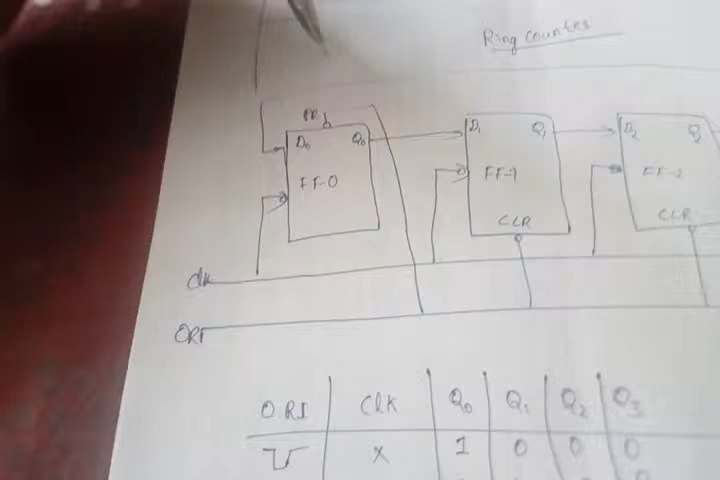 Ring counter
PR
D0 Q0
D1 Q1
D2 Q2
FF-0
FF-1
FF-2
CLR
CLR
clk
ORI
ORI Clk Q0 Q1 Q2 Q3
X 1 0 0 0